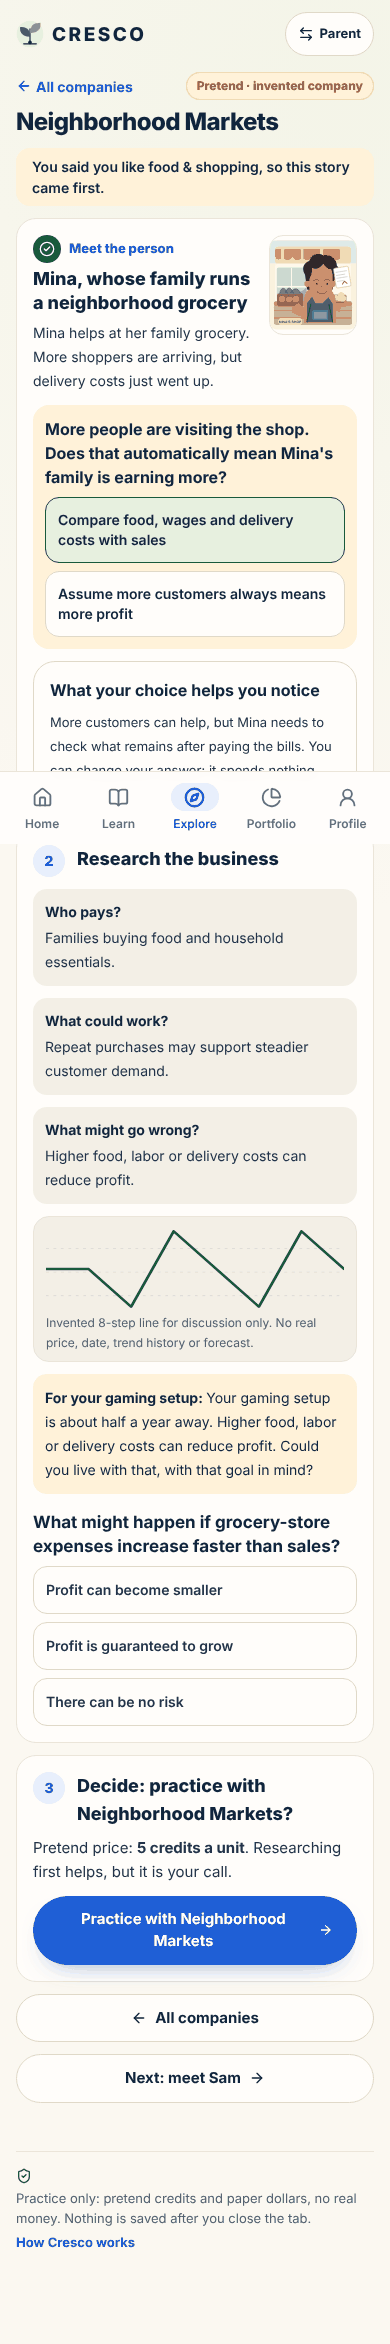 CRESCO
Parent
All companies
Pretend · invented company
Neighborhood Markets
You said you like food & shopping, so this story
came first.
Meet the person
Mina, whose family runs
a neighborhood grocery
Mina helps at her family grocery.
More shoppers are arriving, but
delivery costs just went up.
More people are visiting the shop.
Does that automatically mean Mina's
family is earning more?
Compare food, wages and delivery
costs with sales
Assume more customers always means
more profit
What your choice helps you notice
More customers can help, but Mina needs to
check what remains after paying the bills. You
can change your answer; it spends nothing
Home
Learn
Explore
Portfolio
Profile
2
Research the business
Who pays?
Families buying food and household
essentials.
What could work?
Repeat purchases may support steadier
customer demand.
What might go wrong?
Higher food, labor or delivery costs can
reduce profit.
Invented 8-step line for discussion only. No real
price, date, trend history or forecast.
For your gaming setup: Your gaming setup
is about half a year away. Higher food, labor
or delivery costs can reduce profit. Could
you live with that, with that goal in mind?
What might happen if grocery-store
expenses increase faster than sales?
Profit can become smaller
Profit is guaranteed to grow
There can be no risk
3
Decide: practice with
Neighborhood Markets?
Pretend price: 5 credits a unit. Researching
first helps, but it is your call.
Practice with Neighborhood
Markets
All companies
Next: meet Sam
Practice only: pretend credits and paper dollars, no real
money. Nothing is saved after you close the tab.
How Cresco works